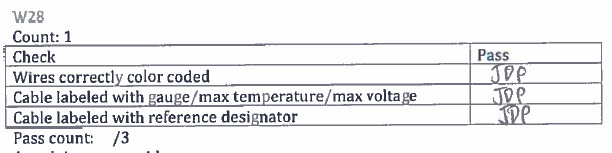 W28
Count: 1
Check Pass
Wires correctly color coded JDP
Cable labeled with gauge/max temperature/max voltage JDP
Cable labeled with reference designator JDP
Pass count: /3